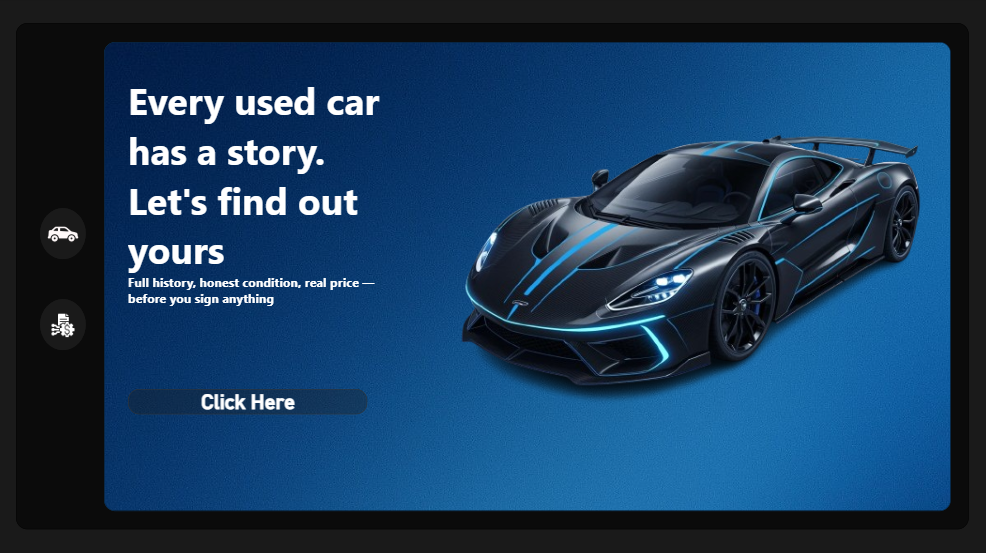 Every used car
has a story.
Let's find out
yours
Full history, honest condition, real price —
before you sign anything
Click Here